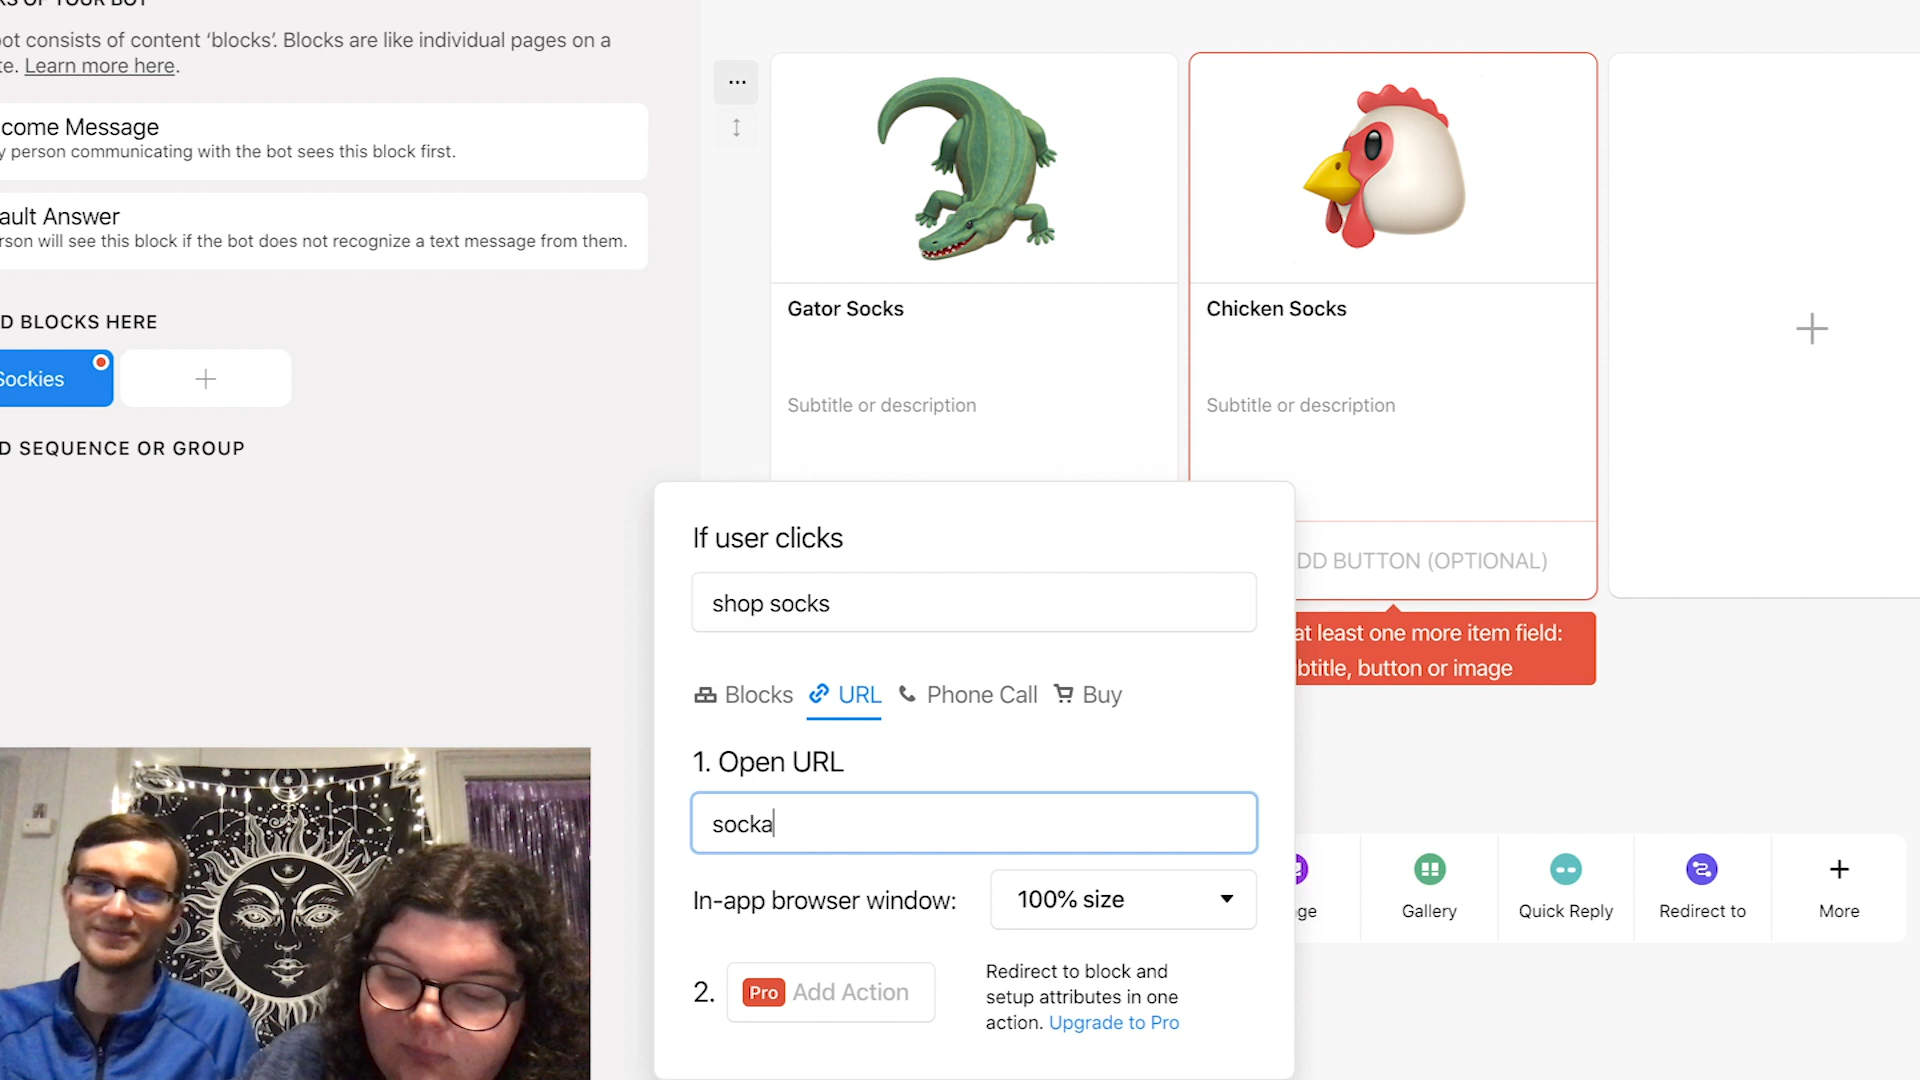 ot consists of content ‘blocks’. Blocks are like individual pages on a
te. Learn more here.
come Message
y person communicating with the bot sees this block first.
ault Answer
rson will see this block if the bot does not recognize a text message from them.
D BLOCKS HERE
Sockies
D SEQUENCE OR GROUP
...
Gator Socks
Subtitle or description
Chicken Socks
Subtitle or description
DD BUTTON (OPTIONAL)
at least one more item field:
btitle, button or image
If user clicks
shop socks
Blocks URL Phone Call Buy
1. Open URL
socka
In-app browser window: 100% size
2. Pro Add Action
Redirect to block and
setup attributes in one
action. Upgrade to Pro
ge
Gallery
Quick Reply
Redirect to
More